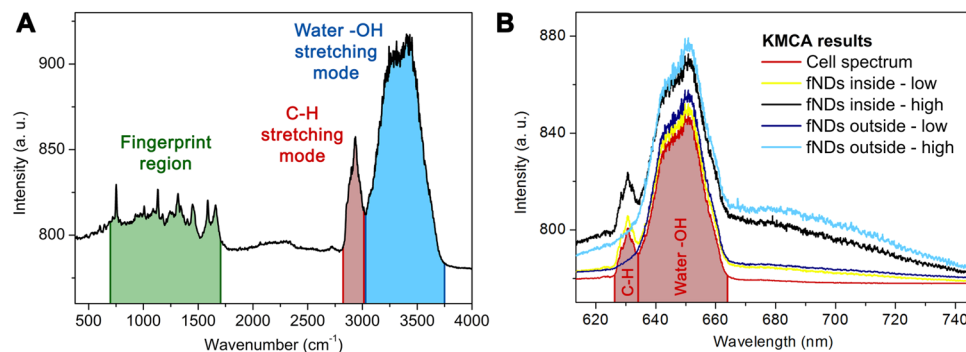 A
Water -OH
stretching
mode
C-H
stretching
mode
Fingerprint
region
Intensity (a. u.)
900
850
800
500
1000
1500
2000
2500
3000
3500
4000
Wavenumber (cm-1)
B
KMCA results
Cell spectrum
fNDs inside - low
fNDs inside - high
fNDs outside - low
fNDs outside - high
Intensity (a. u.)
880
840
800
C-H
Water -OH
620
640
660
680
700
720
740
Wavelength (nm)